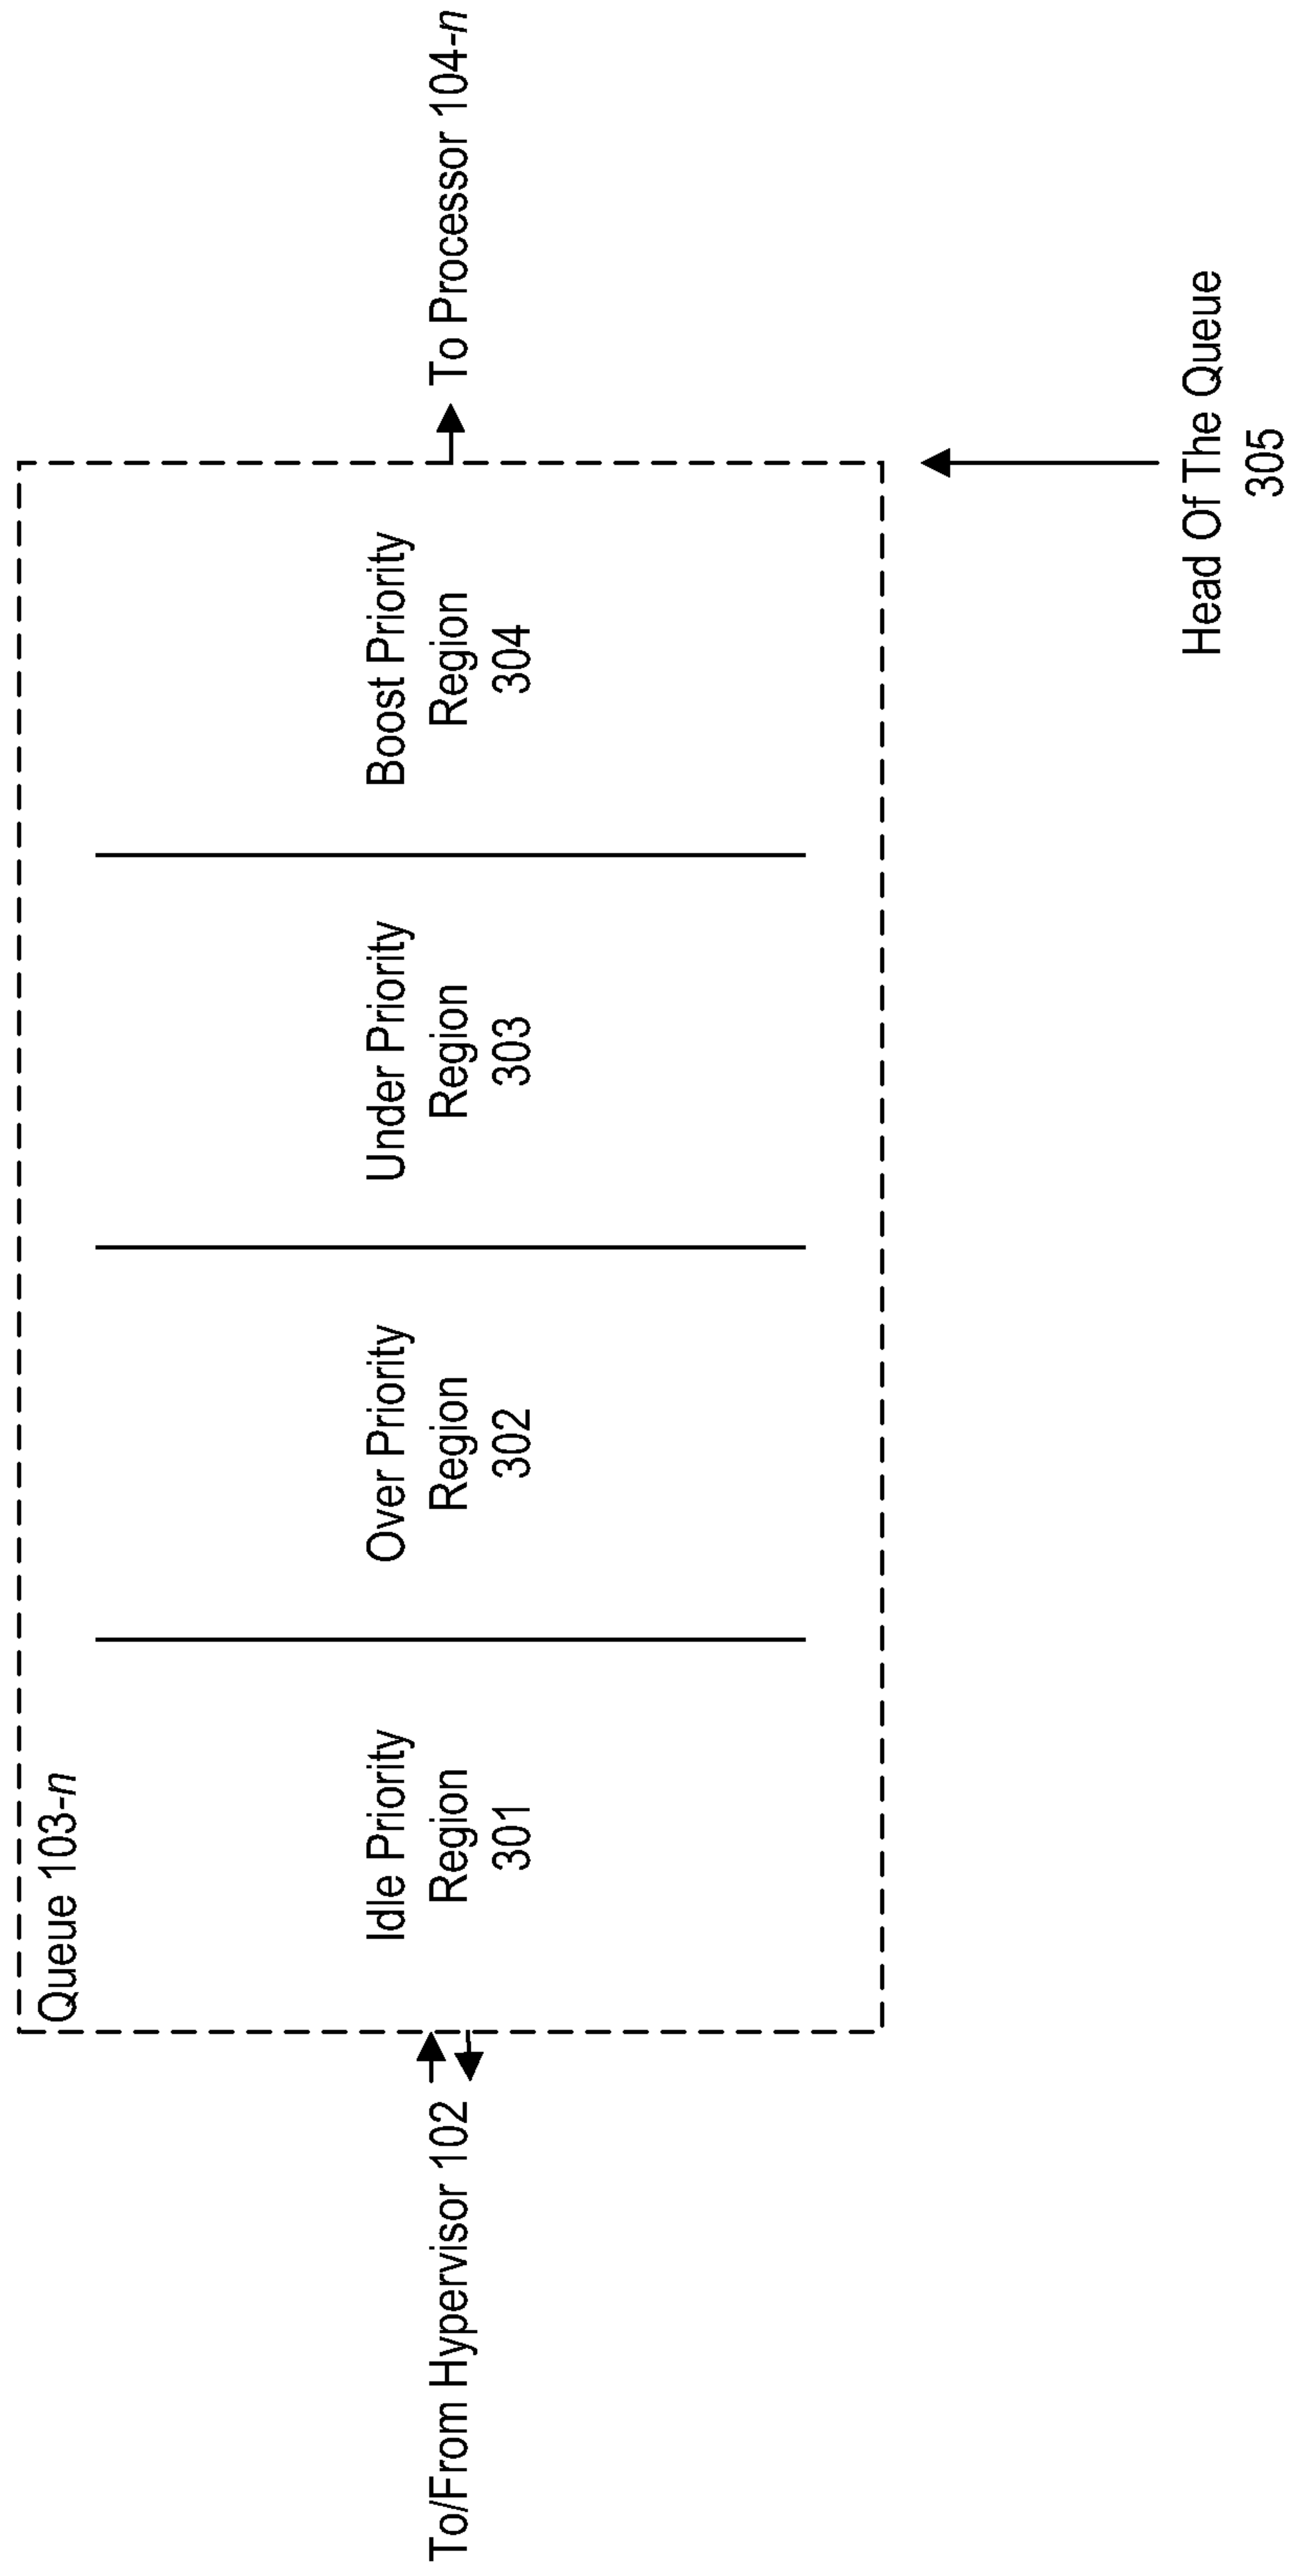 Queue 103-n
To/From Hypervisor 102
Idle Priority
Region
301
Over Priority
Region
302
Under Priority
Region
303
Boost Priority
Region
304
To Processor 104-n
Head Of The Queue
305